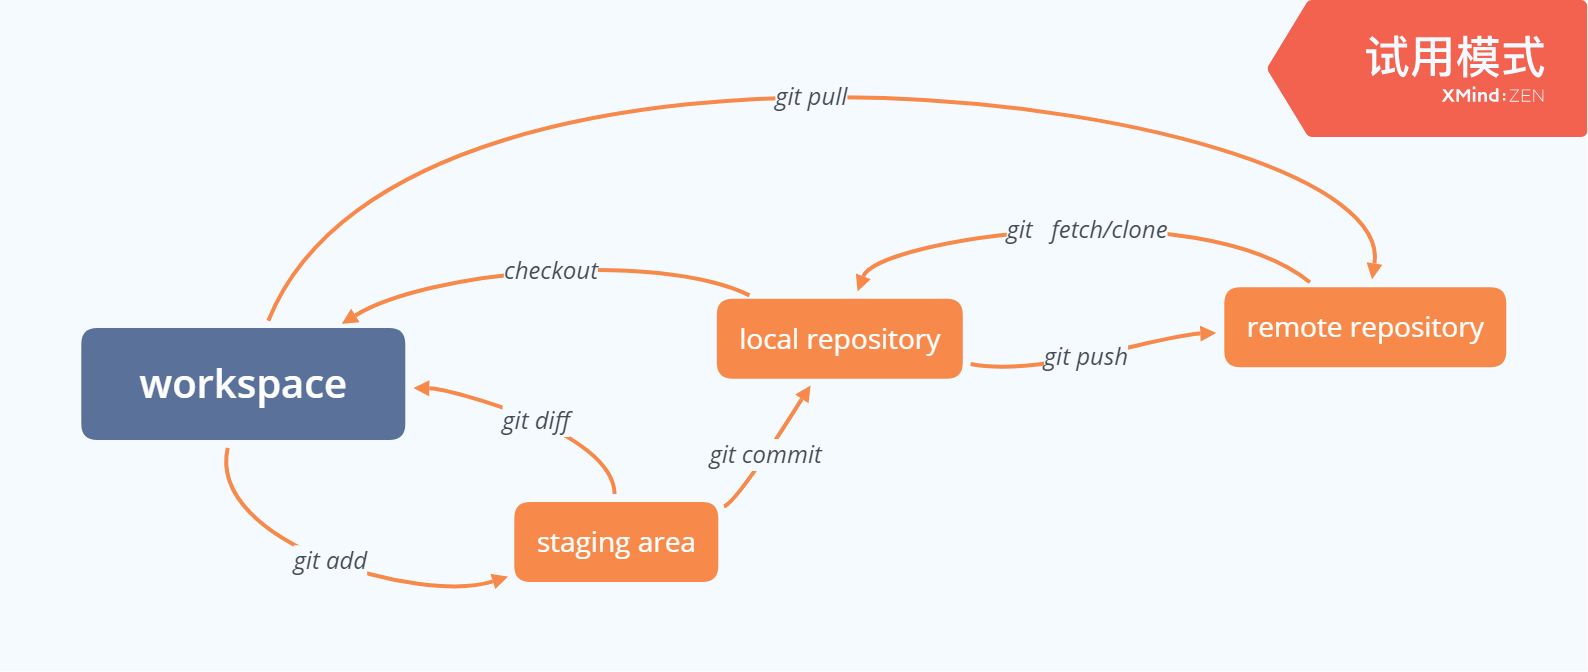 试用模式
XMind:ZEN
git pull
git fetch/clone
checkout
local repository
remote repository
git push
workspace
git diff
git commit
staging area
git add